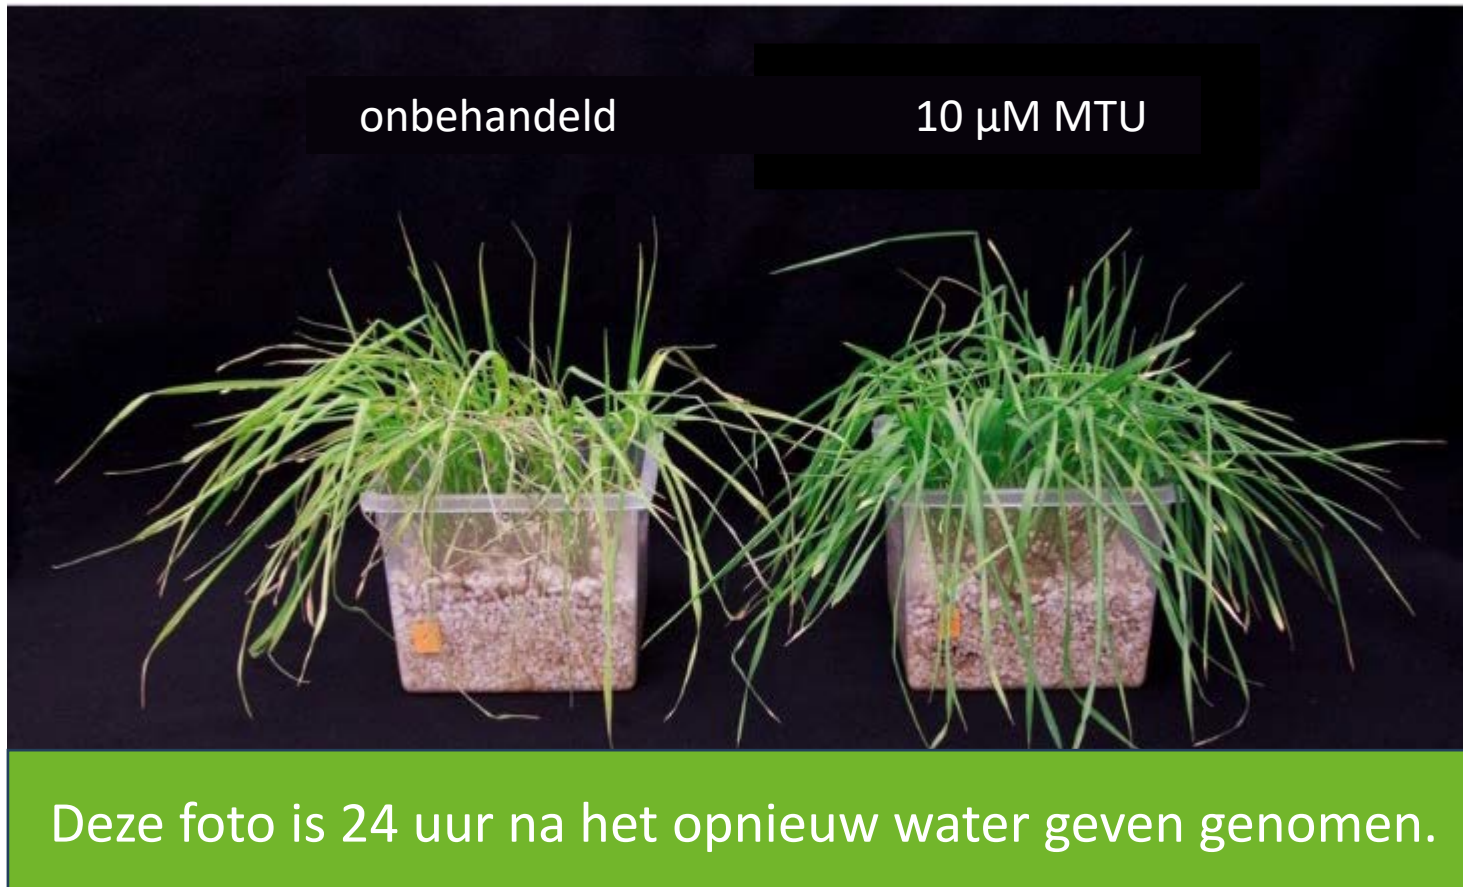 onbehandeld 10 µM MTU
Deze foto is 24 uur na het opnieuw water geven genomen.